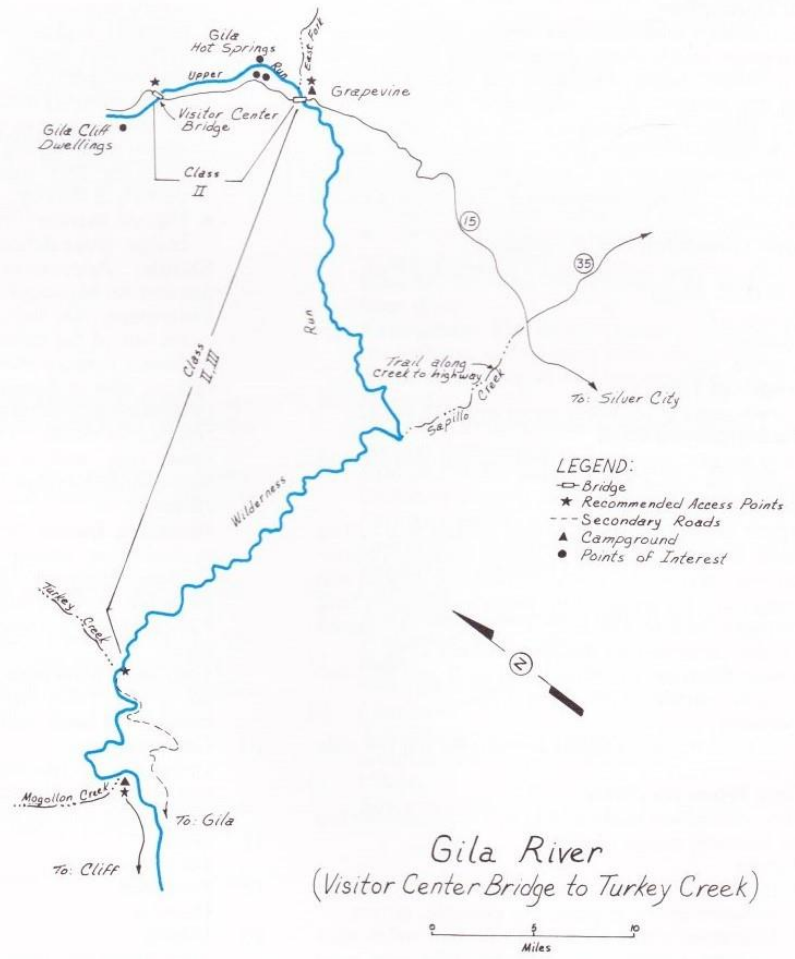 Gila
Hot Springs
East Fork
Upper
Run
Grapevine
Visitor Center
Bridge
Gila Cliff
Dwellings
Class
II
15
35
Run
Class
II, III
Trail along
creek to highway
Sapillo
Creek
To: Silver City
LEGEND:
Bridge
Recommended Access Points
Secondary Roads
Campground
Points of Interest
Wilderness
Turkey
Creek
N
Mogollon Creek
To: Gila
To: Cliff
Gila River
(Visitor Center Bridge to Turkey Creek)
0 5 10
Miles